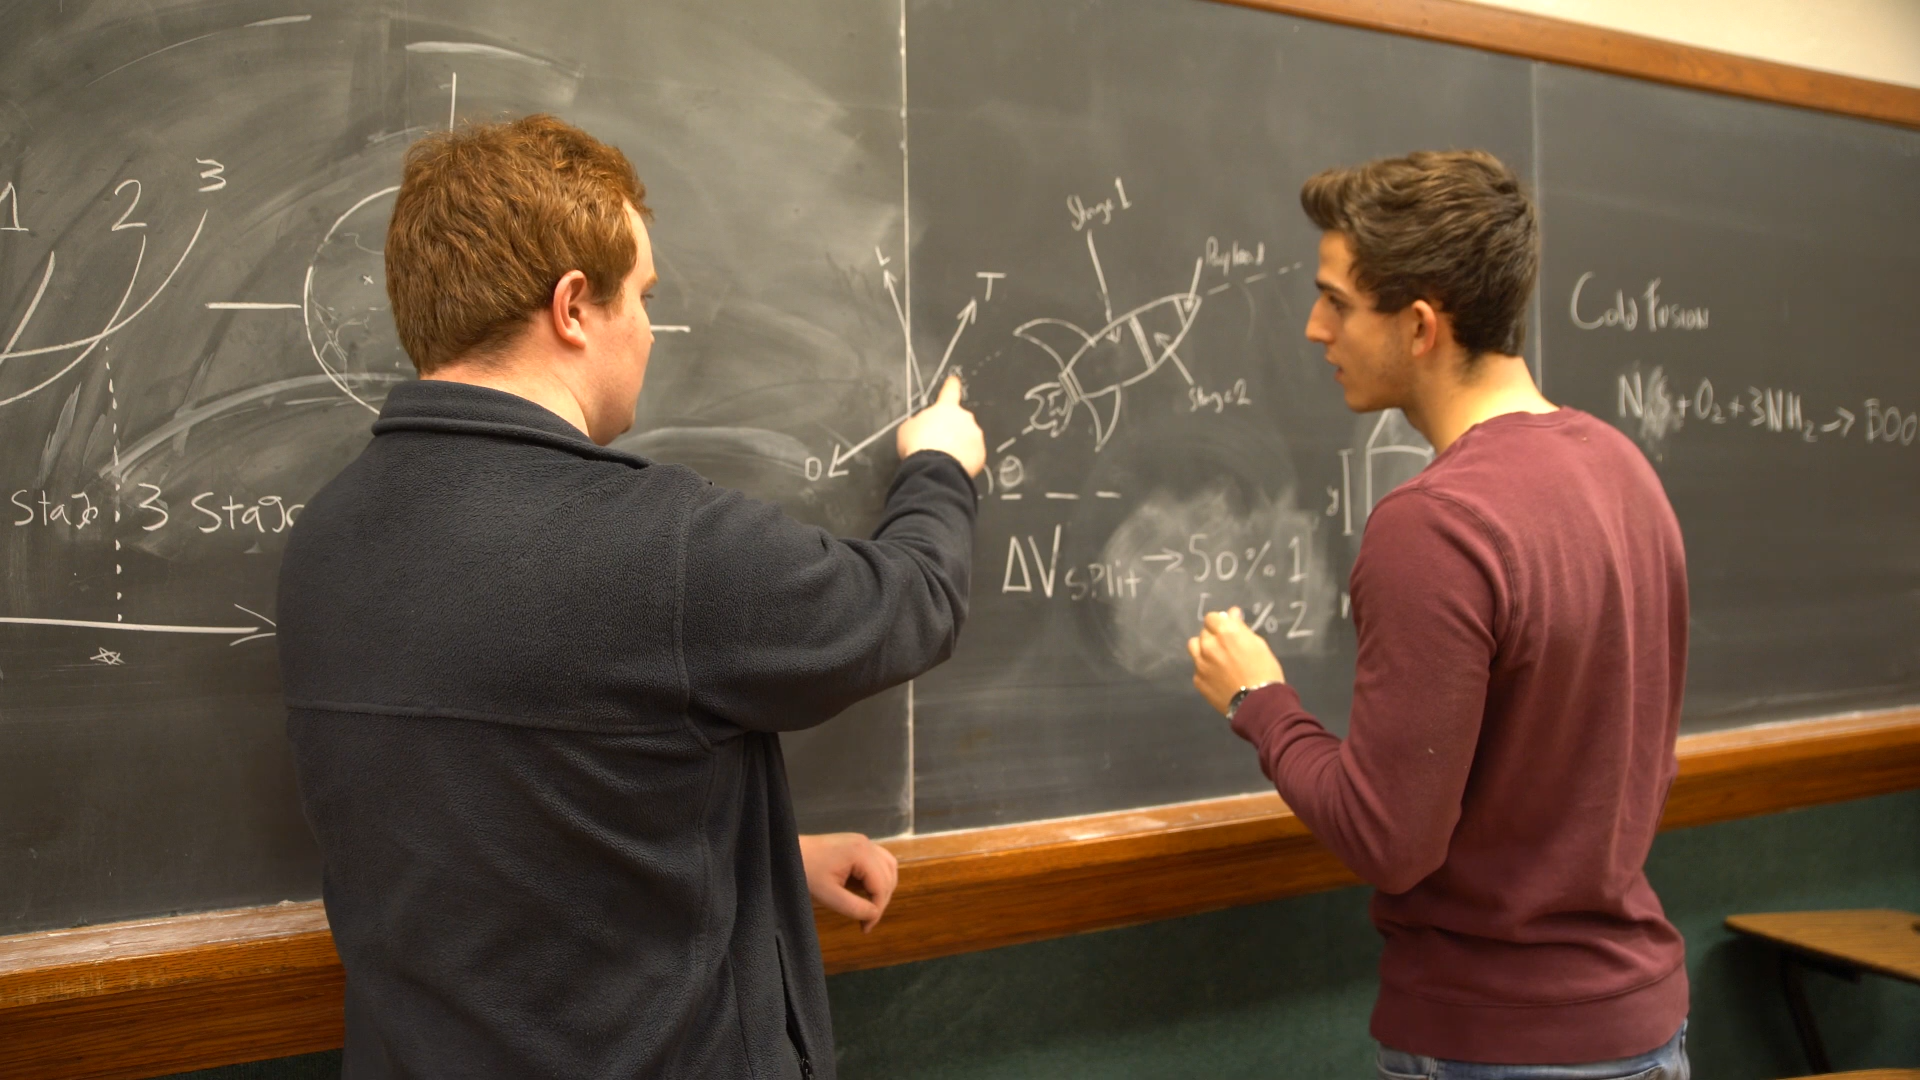 1 2 3
3 Stage
L
T
D
θ
Stage 1
Payload
Stage 2
ΔVsplit → 50% 1
% 2
y
Cold Fusion
+ O₂ + 3NH₂ → BOO